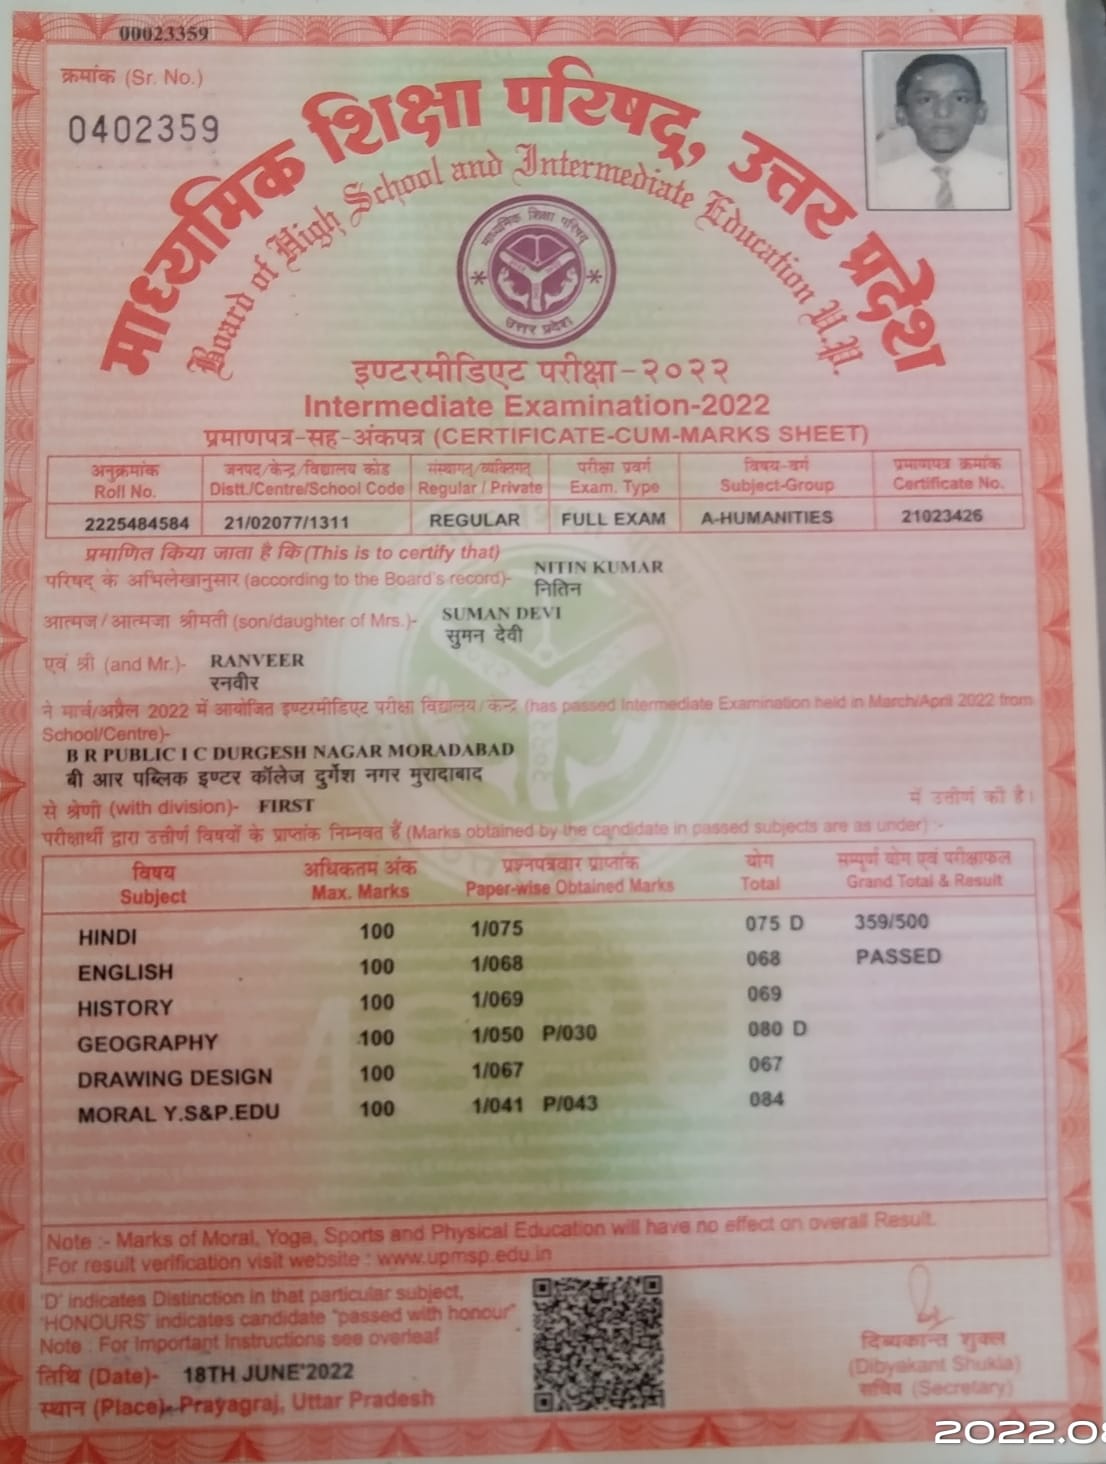 00023359
क्रमांक (Sr. No.)
0402359
माध्यमिक शिक्षा परिषद्, उत्तर प्रदेश
Board of High School and Intermediate Education U.P.
माध्यमिक शिक्षा परिषद्
उत्तर प्रदेश
इण्टरमीडिएट परीक्षा-२०२२
Intermediate Examination-2022
प्रमाणपत्र-सह-अंकपत्र (CERTIFICATE-CUM-MARKS SHEET)
अनुक्रमांक जनपद/केन्द्र/विद्यालय कोड संस्थागत/व्यक्तिगत परीक्षा प्रवर्ग विषय-वर्ग प्रमाणपत्र क्रमांक
Roll No. Distt./Centre/School Code Regular / Private Exam. Type Subject-Group Certificate No.
2225484584 21/02077/1311 REGULAR FULL EXAM A-HUMANITIES 21023426
प्रमाणित किया जाता है कि (This is to certify that)
परिषद् के अभिलेखानुसार (according to the Board's record)- NITIN KUMAR
नितिन
आत्मज/आत्मजा श्रीमती (son/daughter of Mrs.)- SUMAN DEVI
सुमन देवी
एवं श्री (and Mr.)- RANVEER
रनवीर
ने मार्च/अप्रैल 2022 में आयोजित इण्टरमीडिएट परीक्षा विद्यालय/केन्द्र (has passed Intermediate Examination held in March/April 2022 from
School/Centre)-
B R PUBLIC I C DURGESH NAGAR MORADABAD
बी आर पब्लिक इण्टर कॉलेज दुर्गेश नगर मुरादाबाद
से श्रेणी (with division)- FIRST में उत्तीर्ण की है।
परीक्षार्थी द्वारा उत्तीर्ण विषयों के प्राप्तांक निम्नवत हैं (Marks obtained by the candidate in passed subjects are as under) :-
विषय अधिकतम अंक प्रश्नपत्रवार प्राप्तांक योग सम्पूर्ण योग एवं परीक्षाफल
Subject Max. Marks Paper-wise Obtained Marks Total Grand Total & Result
HINDI 100 1/075 075 D 359/500
ENGLISH 100 1/068 068 PASSED
HISTORY 100 1/069 069
GEOGRAPHY 100 1/050 P/030 080 D
DRAWING DESIGN 100 1/067 067
MORAL Y.S&P.EDU 100 1/041 P/043 084
Note :- Marks of Moral, Yoga, Sports and Physical Education will have no effect on overall Result.
For result verification visit website : www.upmsp.edu.in
'D' indicates Distinction in that particular subject,
'HONOURS' indicates candidate "passed with honour"
Note : For Important Instructions see overleaf
तिथि (Date)- 18TH JUNE'2022
स्थान (Place)- Prayagraj, Uttar Pradesh
दिब्यकान्त शुक्ल
(Dibyakant Shukla)
सचिव (Secretary)
2022.08